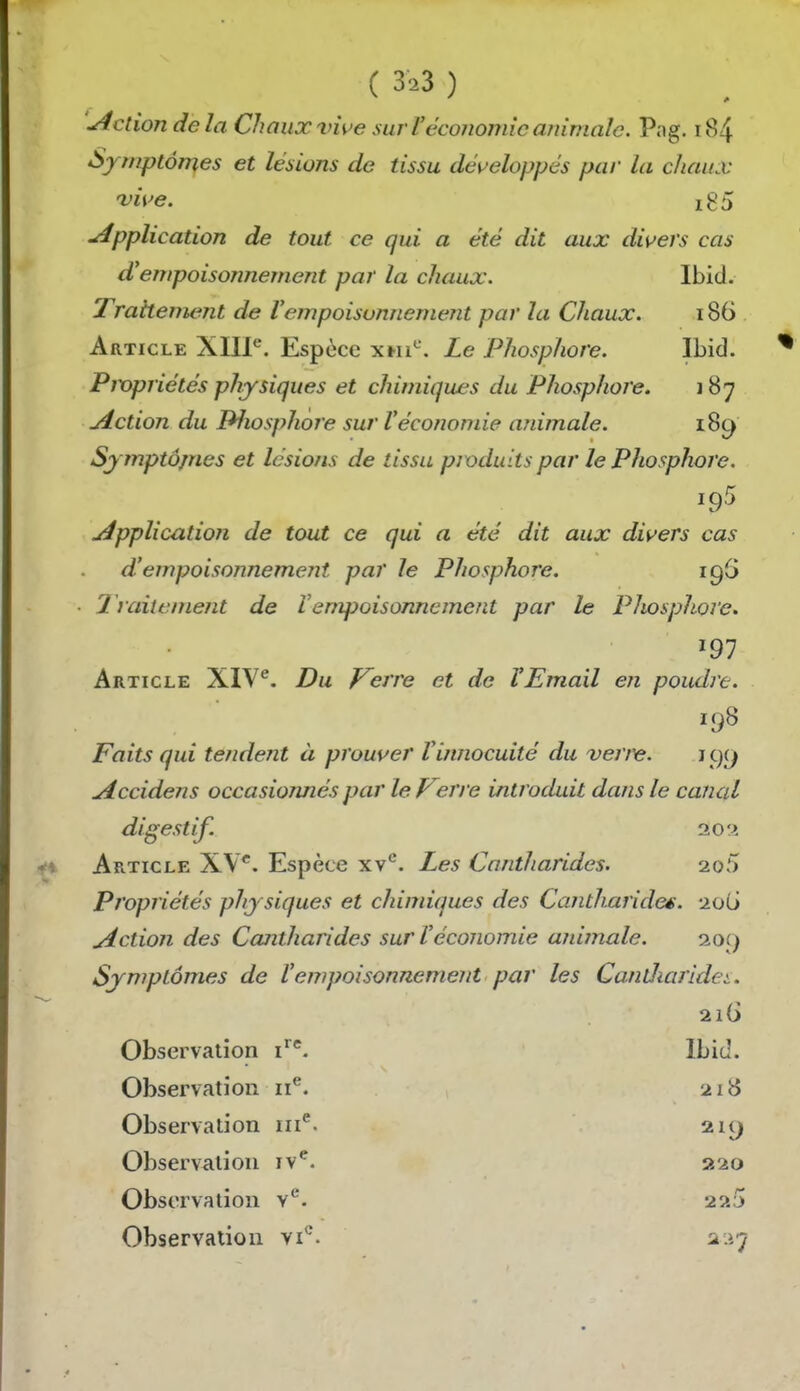 ( 323 )
Action de la Chaux vive sur l'économie animale. Pag. 184
Symptômes et lésions de tissu développés par la chaux
vive. 185
Application de tout ce qui a été dit aux divers cas
d'empoisonnement par la chaux. Ibid.
Traitement de l'empoisonnement par la Chaux. 186
Article XIIIe. Espèce xiiie. Le Phosphore. Ibid.
Propriétés physiques et chimiques du Phosphore. 187
Action du Phosphore sur l'économie animale. 189
Symptômes et lésions de tissu produits par le Phosphore.
195
Application de tout ce qui a été dit aux divers cas
d'empoisonnement par le Phosphore. 196
Traitement de l'empoisonnement par le Phosphore.
197
Article XIVe. Du Verre et de l'Email en poudre.
198
Faits qui tendent à prouver l'innocuité du verre. 199
Accidens occasionnés par le Verre introduit dans le canal
digestif. 202
Article XVe. Espèce xve. Les Cantharides. 205
Propriétés physiques et chimiques des Cantharides. 206
Action des Cantharides sur l'économie animale. 209
Symptômes de l'empoisonnement par les Cantharides.
216
Observation ire. Ibid.
Observation iie. 218
Observation iiie. 219
Observation ive. 220
Observation ve. 225
Observation vie. 227